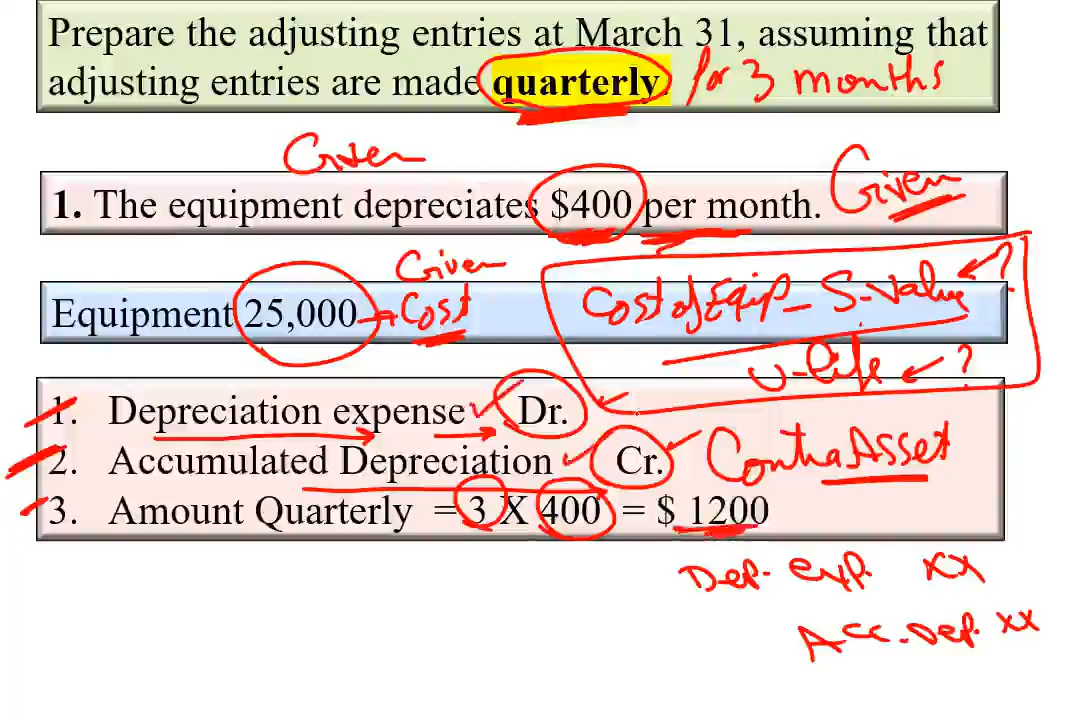 Prepare the adjusting entries at March 31, assuming that
adjusting entries are made quarterly. for 3 months
Given
1. The equipment depreciates $400 per month. Given
Given
Equipment 25,000 → Cost
Cost of Equip - S-Value ?
U-life ?
1. Depreciation expense Dr.
2. Accumulated Depreciation Cr. Contra Asset
3. Amount Quarterly = 3 X 400 = $ 1200
Dep. exp. xx
Acc. Dep. xx